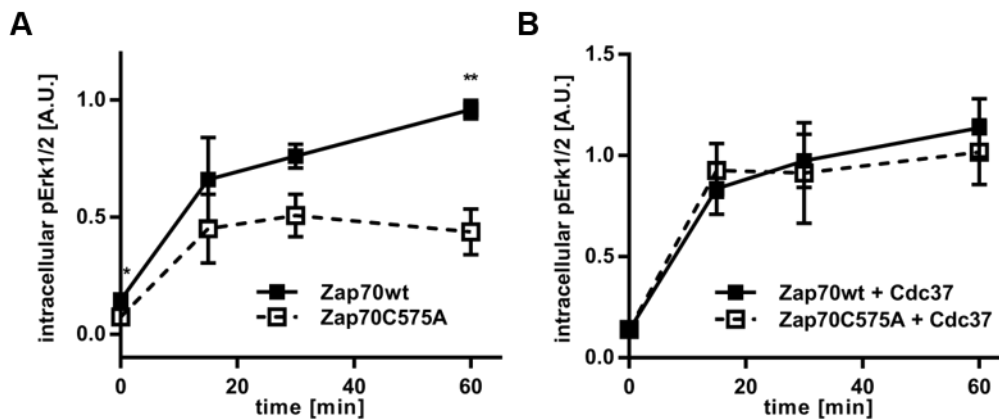 A
intracellular pErk1/2 [A.U.]
1.0
0.5
0.0
*
**
Zap70wt
Zap70C575A
0
20
40
60
time [min]
B
intracellular pErk1/2 [A.U.]
1.5
1.0
0.5
0.0
Zap70wt + Cdc37
Zap70C575A + Cdc37
0
20
40
60
time [min]